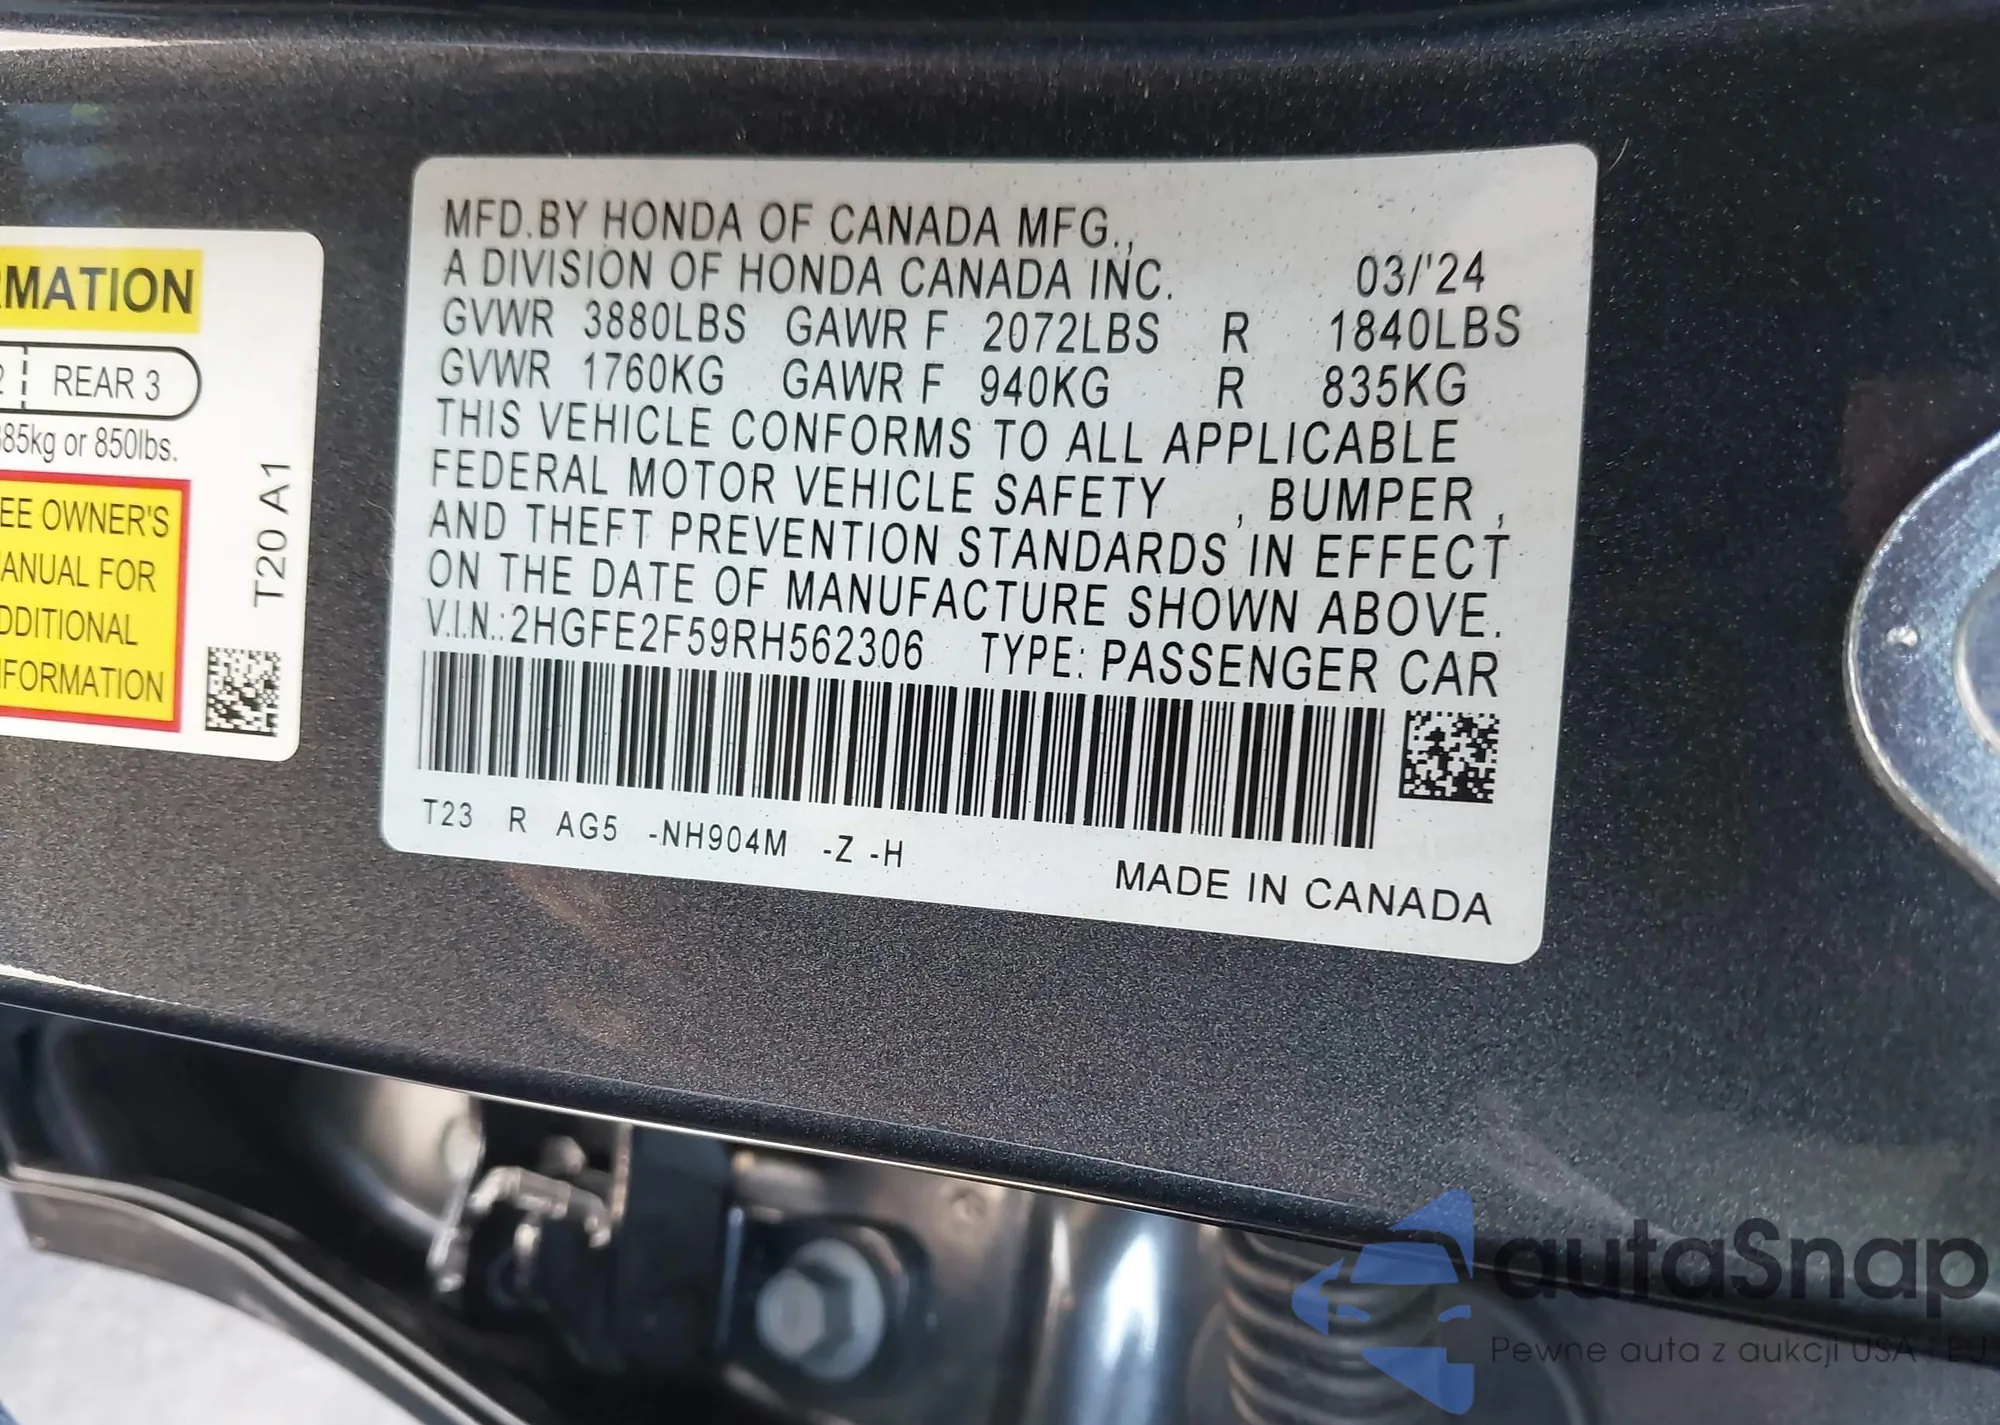 MATION
REAR 3
85kg or 850lbs.
EE OWNER'S
ANUAL FOR
DDITIONAL
FORMATION
T20 A1
MFD.BY HONDA OF CANADA MFG.,
A DIVISION OF HONDA CANADA INC. 03/'24
GVWR 3880LBS GAWR F 2072LBS R 1840LBS
GVWR 1760KG GAWR F 940KG R 835KG
THIS VEHICLE CONFORMS TO ALL APPLICABLE
FEDERAL MOTOR VEHICLE SAFETY , BUMPER ,
AND THEFT PREVENTION STANDARDS IN EFFECT
ON THE DATE OF MANUFACTURE SHOWN ABOVE.
V.I.N.: 2HGFE2F59RH562306 TYPE: PASSENGER CAR
T23 R AG5 -NH904M -Z -H
MADE IN CANADA
autaSnap
Pewne auta z aukcji USA i EU